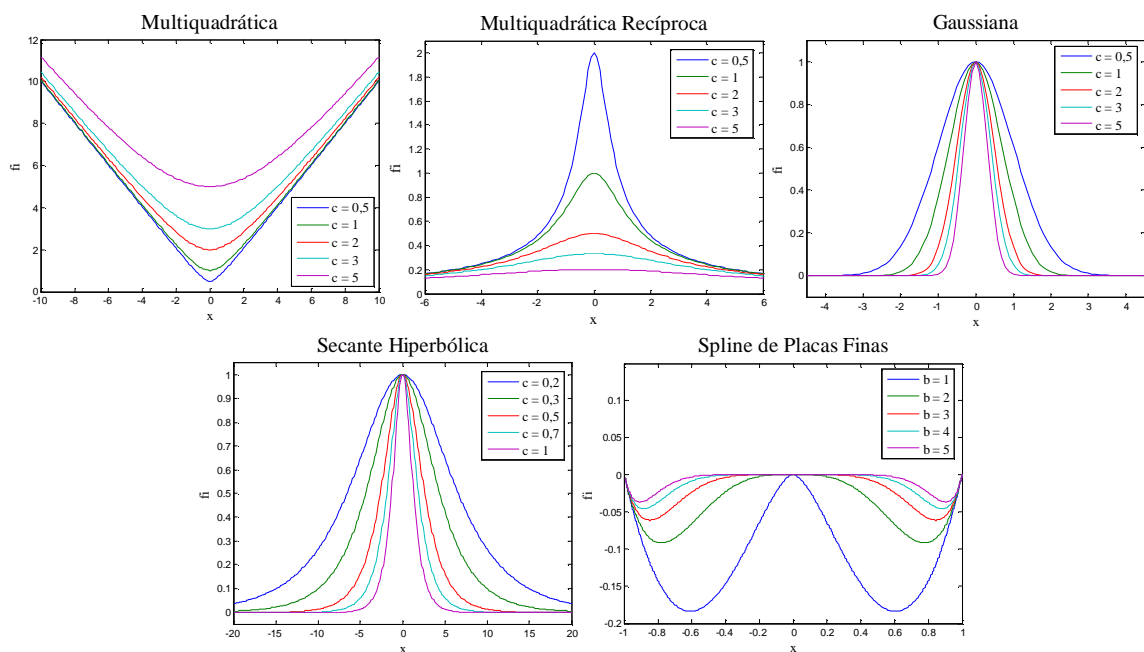 Multiquadrática
12
10
8
6
4
2
0
-10 -8 -6 -4 -2 0 2 4 6 8 10
fi
x
c = 0,5
c = 1
c = 2
c = 3
c = 5
Multiquadrática Recíproca
2
1.8
1.6
1.4
1.2
1
0.8
0.6
0.4
0.2
0
-6 -4 -2 0 2 4 6
fi
x
c = 0,5
c = 1
c = 2
c = 3
c = 5
Gaussiana
1
0.8
0.6
0.4
0.2
0
-4 -3 -2 -1 0 1 2 3 4
fi
x
c = 0,5
c = 1
c = 2
c = 3
c = 5
Secante Hiperbólica
1
0.9
0.8
0.7
0.6
0.5
0.4
0.3
0.2
0.1
0
-20 -15 -10 -5 0 5 10 15 20
fi
x
c = 0,2
c = 0,3
c = 0,5
c = 0,7
c = 1
Spline de Placas Finas
0.1
0.05
0
-0.05
-0.1
-0.15
-0.2
-1 -0.8 -0.6 -0.4 -0.2 0 0.2 0.4 0.6 0.8 1
fi
x
b = 1
b = 2
b = 3
b = 4
b = 5